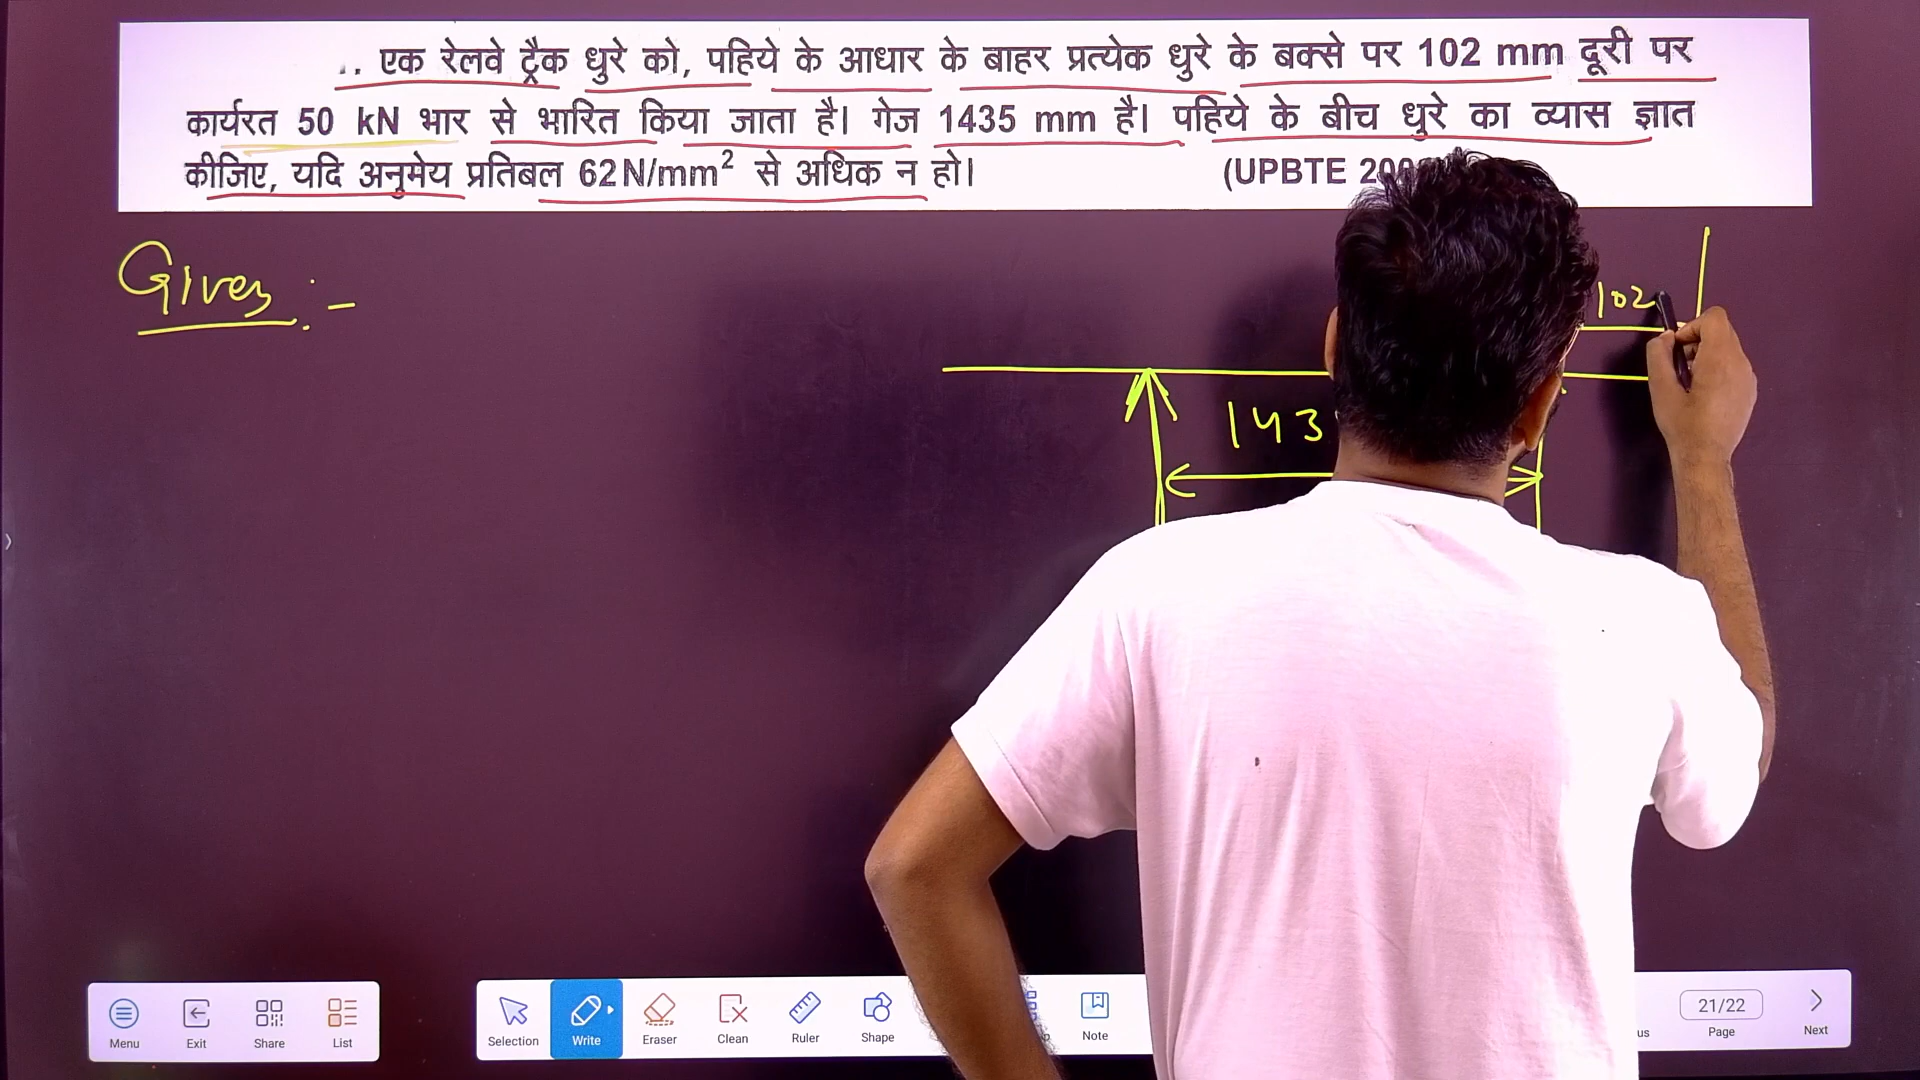 .. एक रेलवे ट्रैक धुरे को, पहिये के आधार के बाहर प्रत्येक धुरे के बक्से पर 102 mm दूरी पर
कार्यरत 50 kN भार से भारित किया जाता है। गेज 1435 mm है। पहिये के बीच धुरे का व्यास ज्ञात
कीजिए, यदि अनुमेय प्रतिबल 62 N/mm² से अधिक न हो। (UPBTE
Given :-
102
143
Menu Exit Share List
Selection Write Eraser Clean Ruler Shape Note
21/22
Page Next